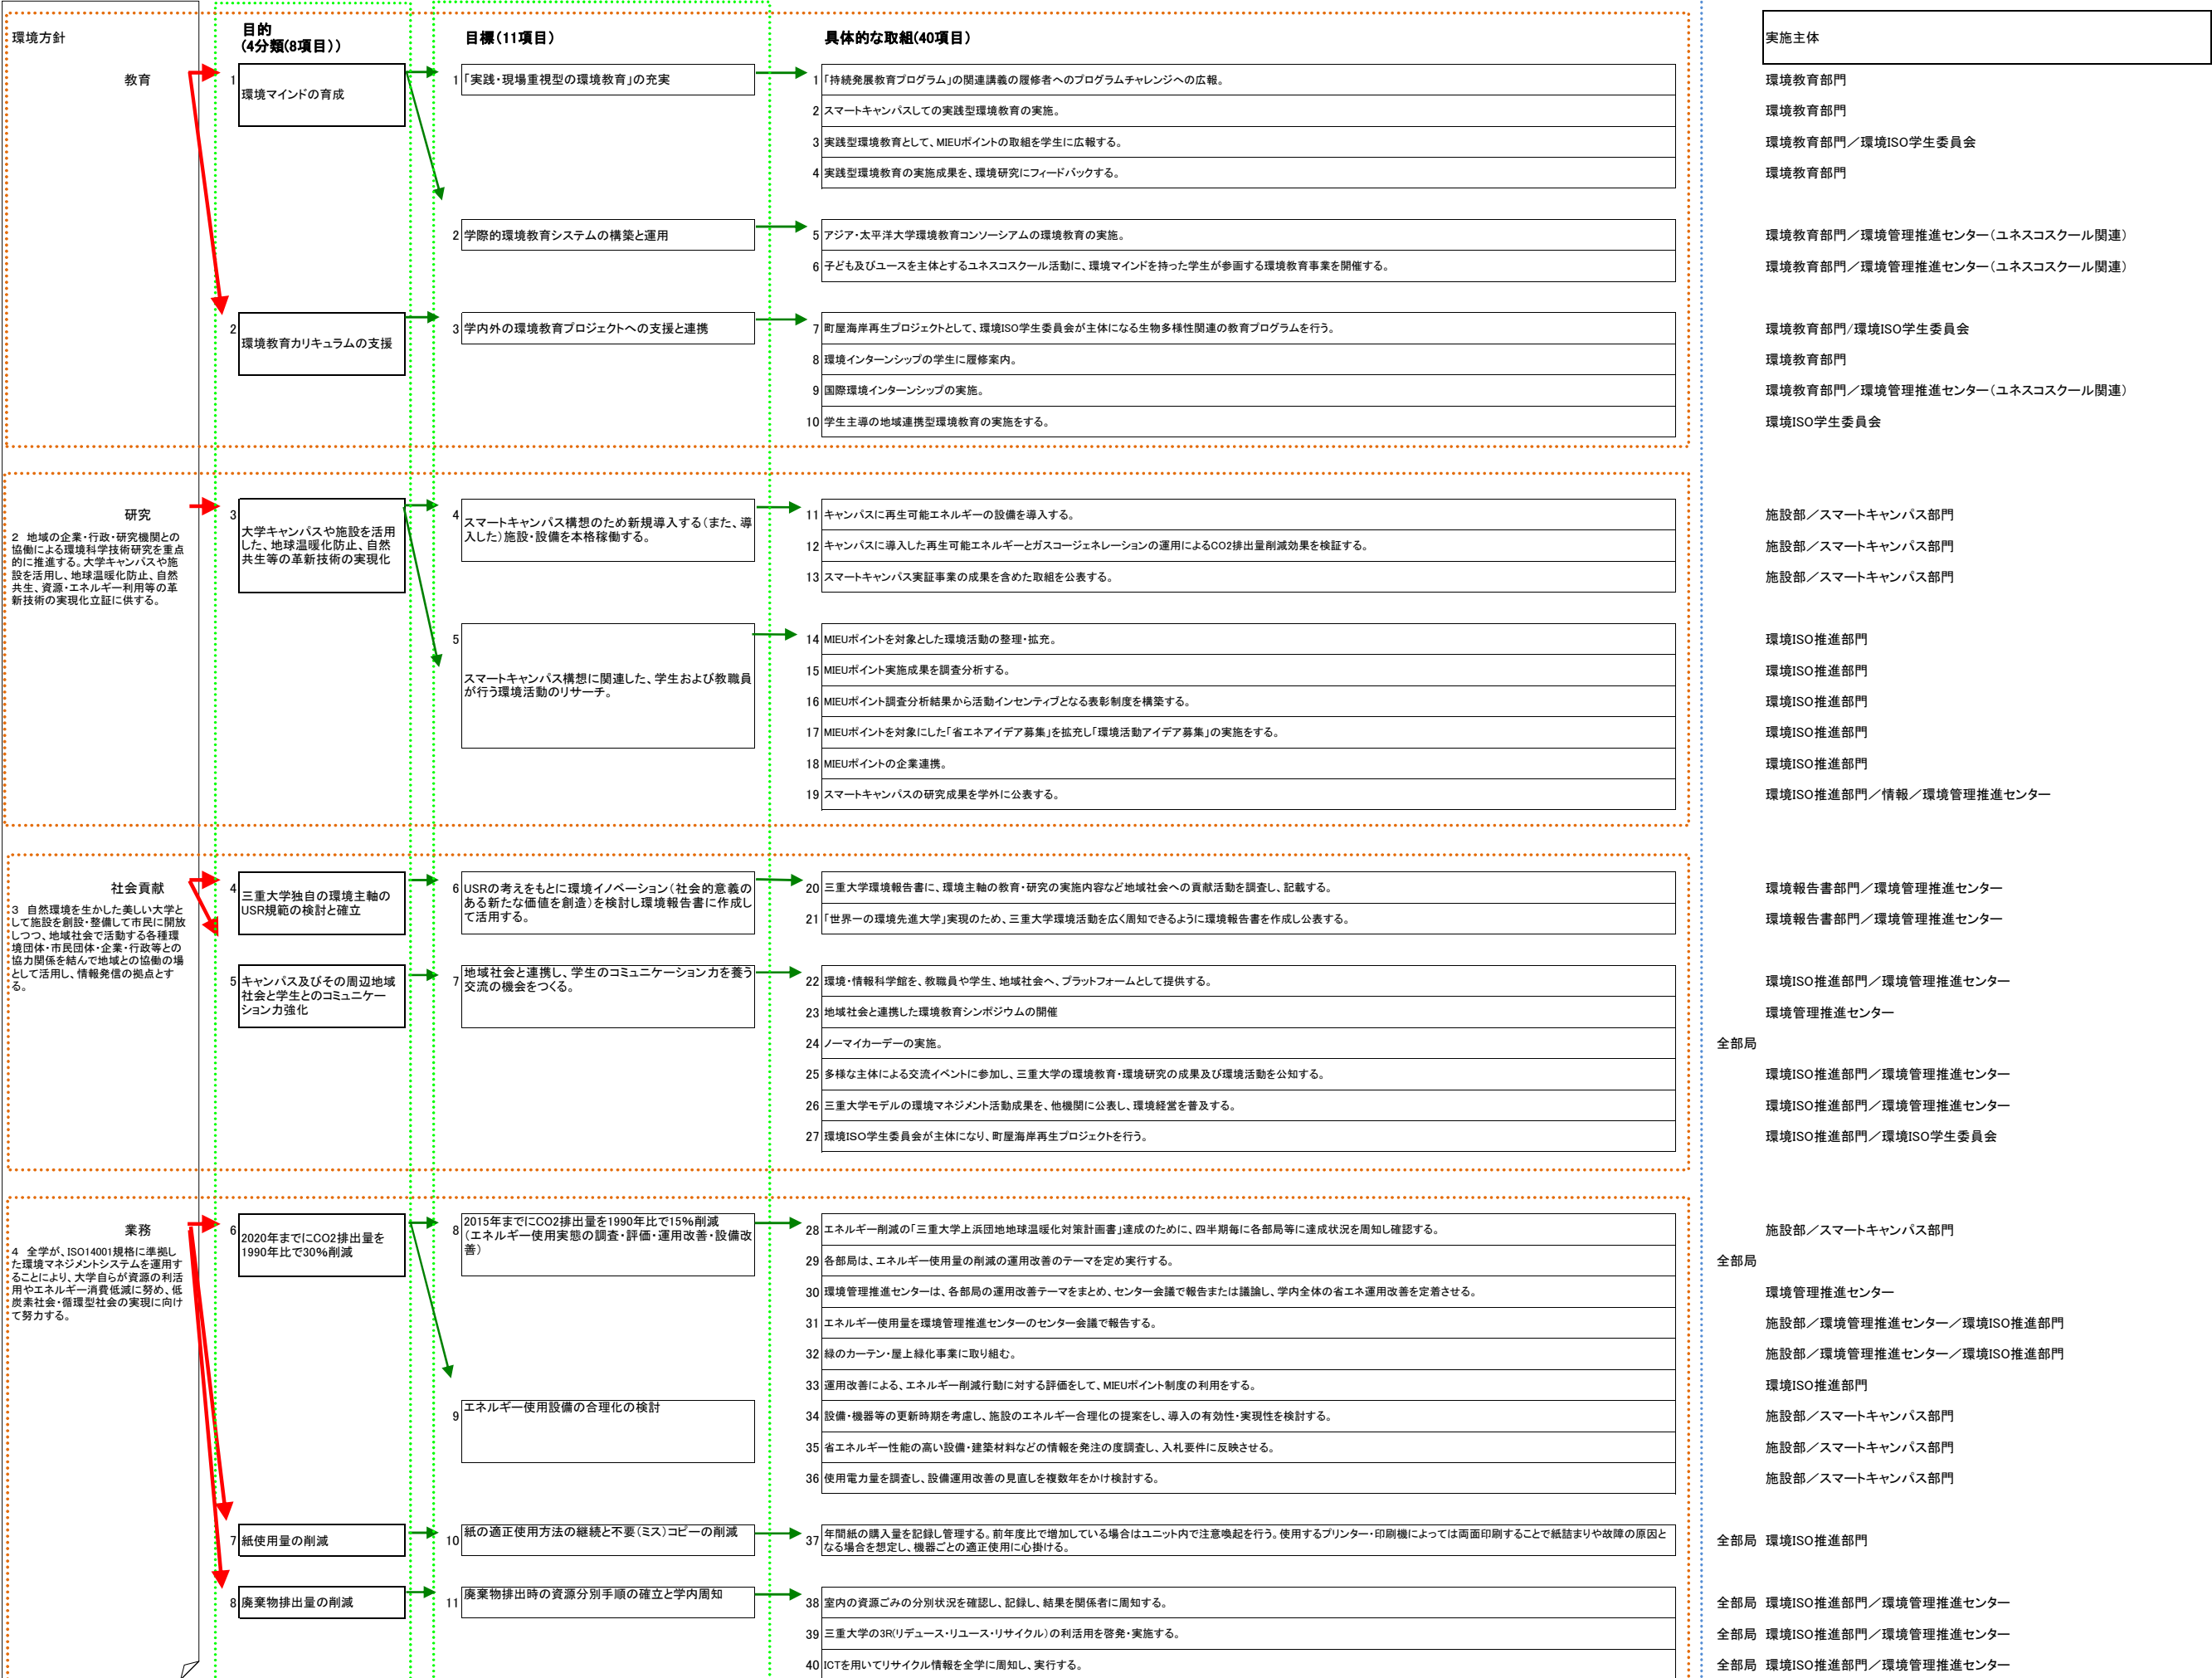 環境方針
目的
(4分類(8項目))
目標(11項目)
具体的な取組(40項目)
実施主体
教育
1
環境マインドの育成
1
「実践・現場重視型の環境教育」の充実
1
「持続発展教育プログラム」の関連講義の履修者へのプログラムチャレンジへの広報。
環境教育部門
2
スマートキャンパスしての実践型環境教育の実施。
環境教育部門
3
実践型環境教育として、MIEUポイントの取組を学生に広報する。
環境教育部門／環境ISO学生委員会
4
実践型環境教育の実施成果を、環境研究にフィードバックする。
環境教育部門
2
学際的環境教育システムの構築と運用
5
アジア・太平洋大学環境教育コンソーシアムの環境教育の実施。
環境教育部門／環境管理推進センター（ユネスコスクール関連）
6
子ども及びユースを主体とするユネスコスクール活動に、環境マインドを持った学生が参画する環境教育事業を開催する。
環境教育部門／環境管理推進センター（ユネスコスクール関連）
2
環境教育カリキュラムの支援
3
学内外の環境教育プロジェクトへの支援と連携
7
町屋海岸再生プロジェクトとして、環境ISO学生委員会が主体になる生物多様性関連の教育プログラムを行う。
環境教育部門/環境ISO学生委員会
8
環境インターンシップの学生に履修案内。
環境教育部門
9
国際環境インターンシップの実施。
環境教育部門／環境管理推進センター（ユネスコスクール関連）
10
学生主導の地域連携型環境教育の実施をする。
環境ISO学生委員会
研究
2　地域の企業・行政・研究機関との
協働による環境科学技術研究を重点
的に推進する。大学キャンパスや施
設を活用し、地球温暖化防止、自然
共生、資源・エネルギー利用等の革
新技術の実現化立証に供する。
3
大学キャンパスや施設を活用
した、地球温暖化防止、自然
共生等の革新技術の実現化
4
スマートキャンパス構想のため新規導入する（また、導
入した）施設・設備を本格稼働する。
11
キャンパスに再生可能エネルギーの設備を導入する。
施設部／スマートキャンパス部門
12
キャンパスに導入した再生可能エネルギーとガスコージェネレーションの運用によるCO2排出量削減効果を検証する。
施設部／スマートキャンパス部門
13
スマートキャンパス実証事業の成果を含めた取組を公表する。
施設部／スマートキャンパス部門
5
スマートキャンパス構想に関連した、学生および教職員
が行う環境活動のリサーチ。
14
MIEUポイントを対象とした環境活動の整理・拡充。
環境ISO推進部門
15
MIEUポイント実施成果を調査分析する。
環境ISO推進部門
16
MIEUポイント調査分析結果から活動インセンティブとなる表彰制度を構築する。
環境ISO推進部門
17
MIEUポイントを対象にした「省エネアイデア募集」を拡充し「環境活動アイデア募集」の実施をする。
環境ISO推進部門
18
MIEUポイントの企業連携。
環境ISO推進部門
19
スマートキャンパスの研究成果を学外に公表する。
環境ISO推進部門／情報／環境管理推進センター
社会貢献
3　自然環境を生かした美しい大学と
して施設を創設・整備して市民に開放
しつつ、地域社会で活動する各種環
境団体・市民団体・企業・行政等との
協力関係を結んで地域との協働の場
として活用し、情報発信の拠点とす
る。
4
三重大学独自の環境主軸の
USR規範の検討と確立
6
USRの考えをもとに環境イノベーション（社会的意義の
ある新たな価値を創造）を検討し環境報告書に作成し
て活用する。
20
三重大学環境報告書に、環境主軸の教育・研究の実施内容など地域社会への貢献活動を調査し、記載する。
環境報告書部門／環境管理推進センター
21
「世界一の環境先進大学」実現のため、三重大学環境活動を広く周知できるように環境報告書を作成し公表する。
環境報告書部門／環境管理推進センター
5
キャンパス及びその周辺地域
社会と学生とのコミュニケー
ション力強化
7
地域社会と連携し、学生のコミュニケーション力を養う
交流の機会をつくる。
22
環境・情報科学館を、教職員や学生、地域社会へ、プラットフォームとして提供する。
環境ISO推進部門／環境管理推進センター
23
地域社会と連携した環境教育シンポジウムの開催
環境管理推進センター
24
ノーマイカーデーの実施。
全部局
25
多様な主体による交流イベントに参加し、三重大学の環境教育・環境研究の成果及び環境活動を公知する。
環境ISO推進部門／環境管理推進センター
26
三重大学モデルの環境マネジメント活動成果を、他機関に公表し、環境経営を普及する。
環境ISO推進部門／環境管理推進センター
27
環境ISO学生委員会が主体になり、町屋海岸再生プロジェクトを行う。
環境ISO推進部門／環境ISO学生委員会
業務
4　全学が、ISO14001規格に準拠し
た環境マネジメントシステムを運用す
ることにより、大学自らが資源の利活
用やエネルギー消費低減に努め、低
炭素社会・循環型社会の実現に向け
て努力する。
6
2020年までにCO2排出量を
1990年比で30%削減
8
2015年までにCO2排出量を1990年比で15%削減
（エネルギー使用実態の調査・評価・運用改善・設備改
善）
28
エネルギー削減の「三重大学上浜団地地球温暖化対策計画書」達成のために、四半期毎に各部局等に達成状況を周知し確認する。
施設部／スマートキャンパス部門
29
各部局は、エネルギー使用量の削減の運用改善のテーマを定め実行する。
全部局
30
環境管理推進センターは、各部局の運用改善テーマをまとめ、センター会議で報告または議論し、学内全体の省エネ運用改善を定着させる。
環境管理推進センター
31
エネルギー使用量を環境管理推進センターのセンター会議で報告する。
施設部／環境管理推進センター／環境ISO推進部門
32
緑のカーテン・屋上緑化事業に取り組む。
施設部／環境管理推進センター／環境ISO推進部門
33
運用改善による、エネルギー削減行動に対する評価をして、MIEUポイント制度の利用をする。
環境ISO推進部門
9
エネルギー使用設備の合理化の検討
34
設備・機器等の更新時期を考慮し、施設のエネルギー合理化の提案をし、導入の有効性・実現性を検討する。
施設部／スマートキャンパス部門
35
省エネルギー性能の高い設備・建築材料などの情報を発注の度調査し、入札要件に反映させる。
施設部／スマートキャンパス部門
36
使用電力量を調査し、設備運用改善の見直しを複数年をかけ検討する。
施設部／スマートキャンパス部門
7
紙使用量の削減
10
紙の適正使用方法の継続と不要（ミス）コピーの削減
37
年間紙の購入量を記録し管理する。前年度比で増加している場合はユニット内で注意喚起を行う。使用するプリンター・印刷機によっては両面印刷することで紙詰まりや故障の原因と
なる場合を想定し、機器ごとの適正使用に心掛ける。
全部局 環境ISO推進部門
8
廃棄物排出量の削減
11
廃棄物排出時の資源分別手順の確立と学内周知
38
室内の資源ごみの分別状況を確認し、記録し、結果を関係者に周知する。
全部局 環境ISO推進部門／環境管理推進センター
39
三重大学の3R(リデュース・リユース・リサイクル）の利活用を啓発・実施する。
全部局 環境ISO推進部門／環境管理推進センター
40
ICTを用いてリサイクル情報を全学に周知し、実行する。
全部局 環境ISO推進部門／環境管理推進センター